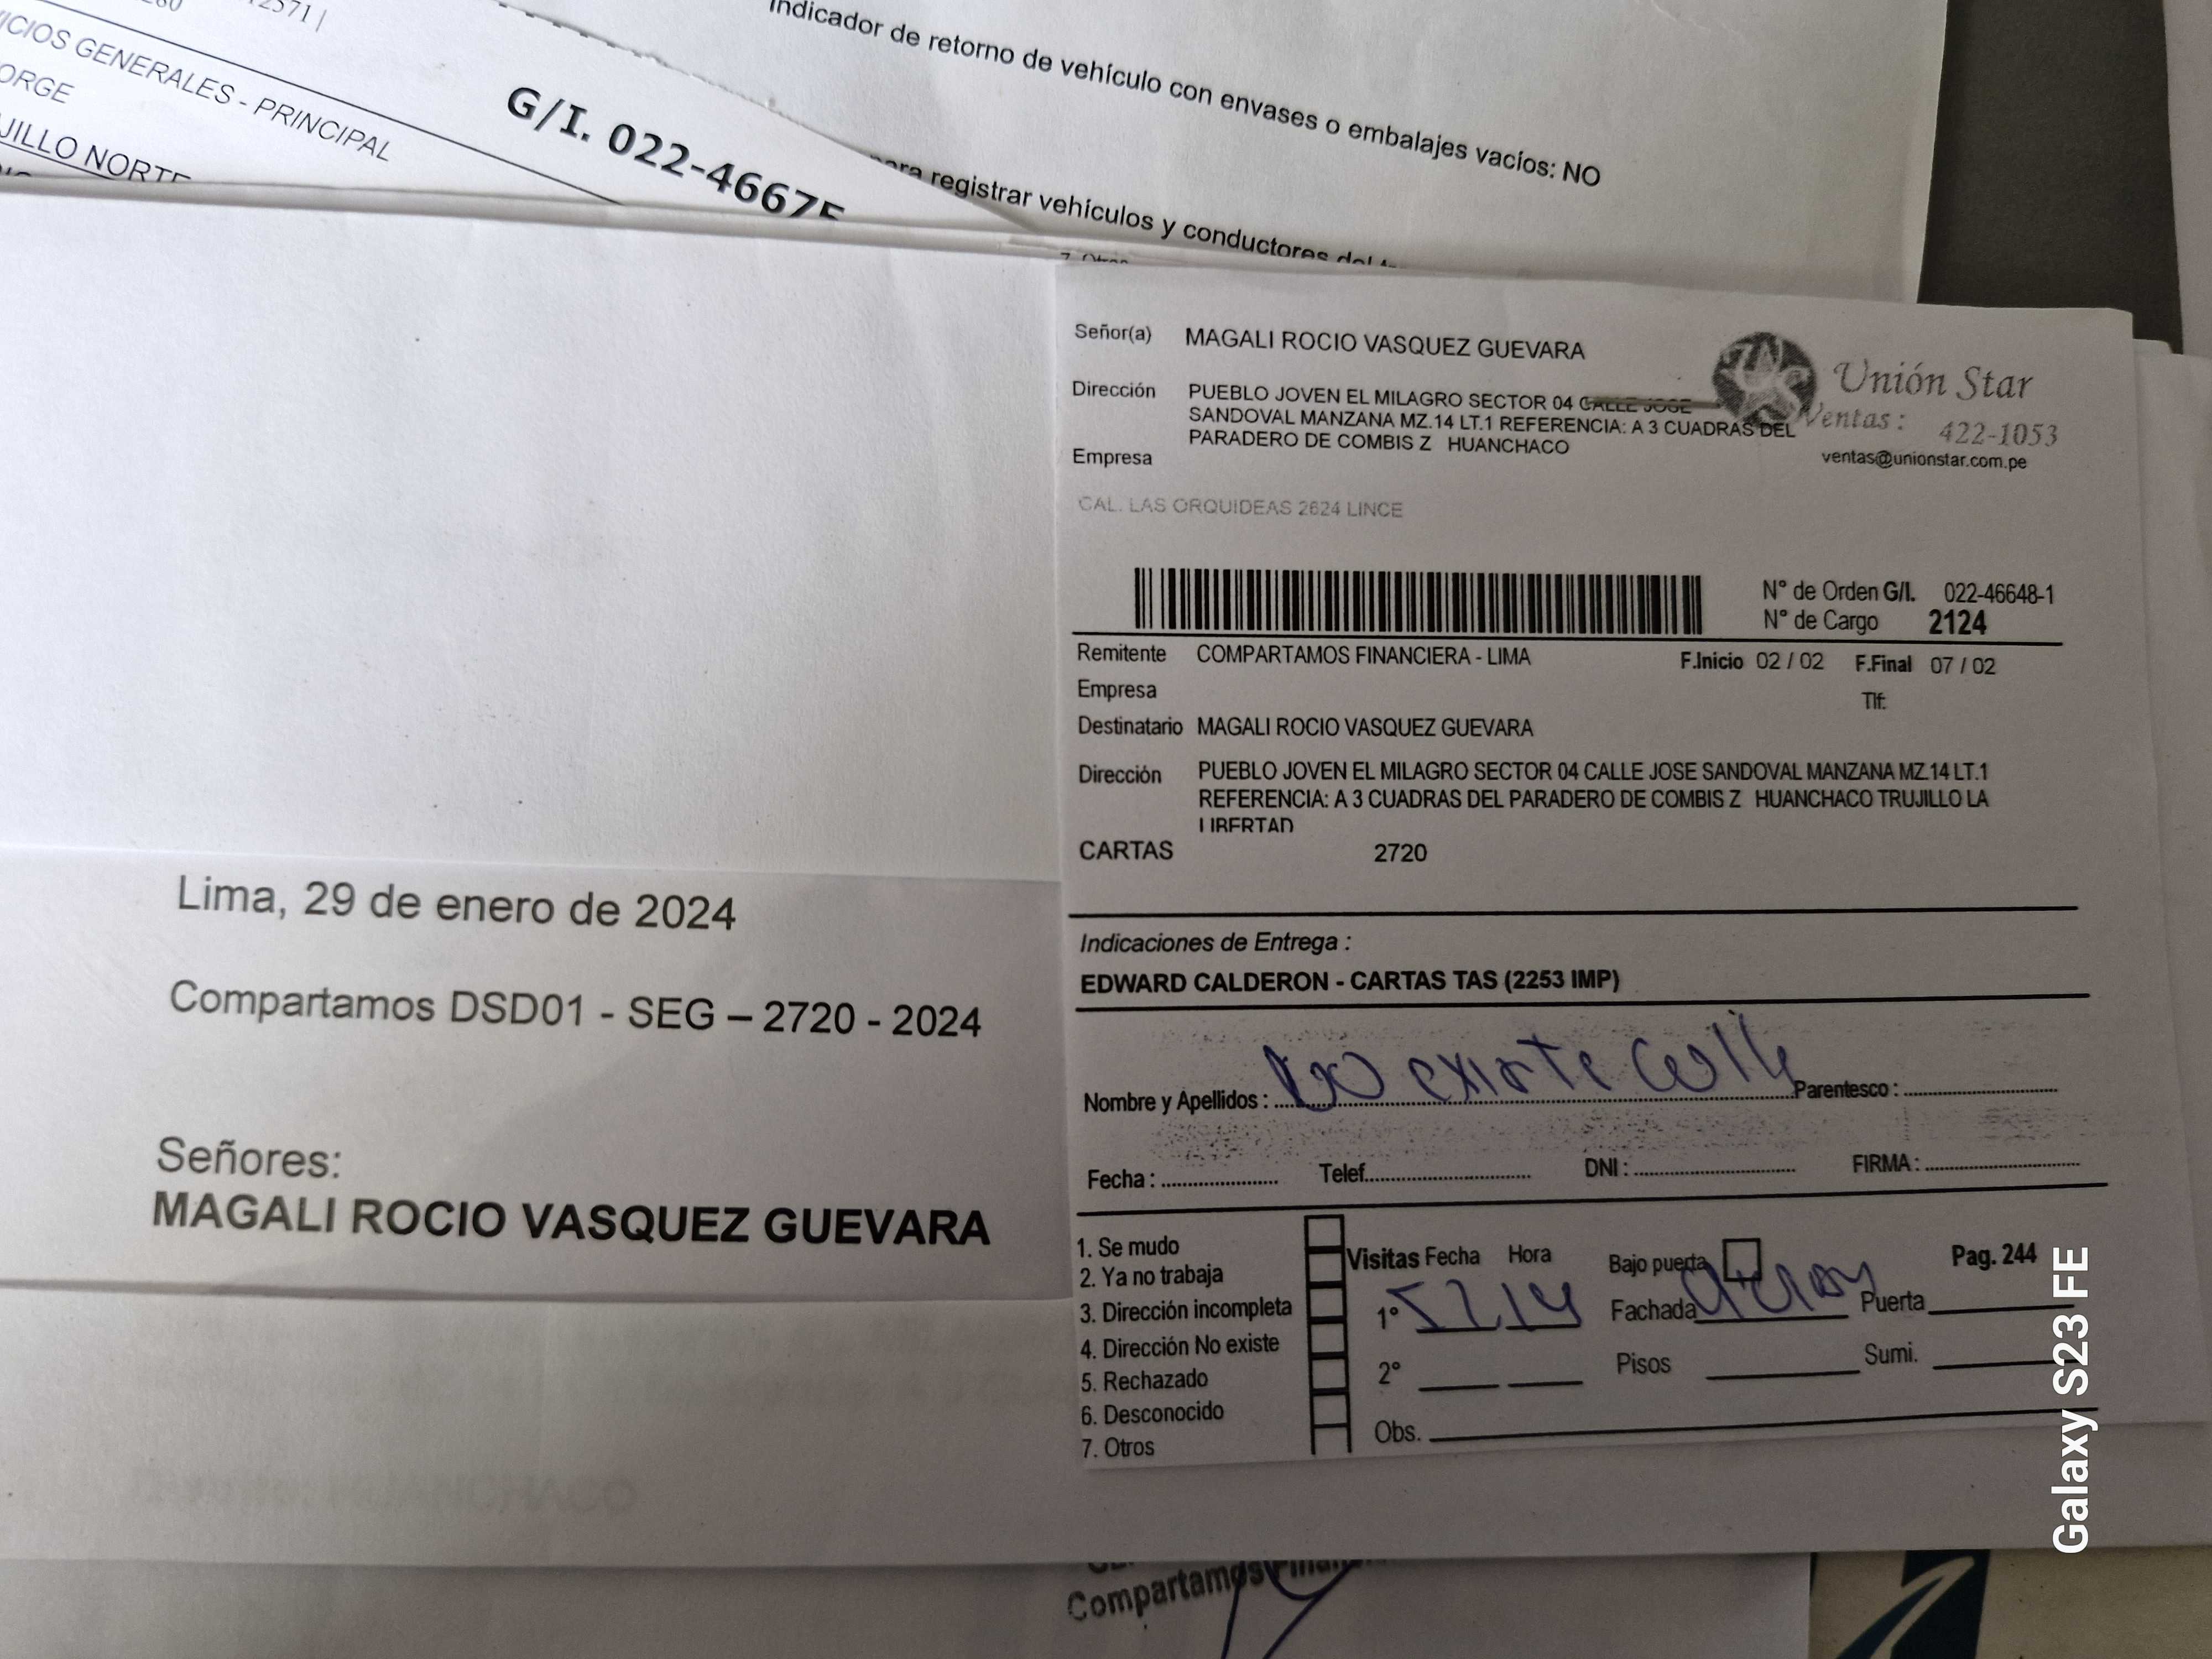 12571 |
ICIOS GENERALES - PRINCIPAL
ORGE
JILLO NORTE
G/I. 022-46675
Indicador de retorno de vehículo con envases o embalajes vacíos: NO
para registrar vehículos y conductores del
7. Otros
Señor(a) MAGALI ROCIO VASQUEZ GUEVARA
Unión Star
Ventas: 422-1053
ventas@unionstar.com.pe
Dirección PUEBLO JOVEN EL MILAGRO SECTOR 04 CALLE JOSE
SANDOVAL MANZANA MZ.14 LT.1 REFERENCIA: A 3 CUADRAS DEL
PARADERO DE COMBIS Z HUANCHACO
Empresa
CAL. LAS ORQUIDEAS 2624 LINCE
N° de Orden G/I. 022-46648-1
N° de Cargo 2124
Remitente COMPARTAMOS FINANCIERA - LIMA F.Inicio 02 / 02 F.Final 07 / 02
Empresa
Tlf:
Destinatario MAGALI ROCIO VASQUEZ GUEVARA
Dirección PUEBLO JOVEN EL MILAGRO SECTOR 04 CALLE JOSE SANDOVAL MANZANA MZ.14 LT.1
REFERENCIA: A 3 CUADRAS DEL PARADERO DE COMBIS Z HUANCHACO TRUJILLO LA
LIBERTAD
CARTAS 2720
Indicaciones de Entrega :
EDWARD CALDERON - CARTAS TAS (2253 IMP)
Nombre y Apellidos : No existe calle Parentesco :
Fecha : Telef. DNI : FIRMA :
1. Se mudo
2. Ya no trabaja
3. Dirección incompleta
4. Dirección No existe
5. Rechazado
6. Desconocido
7. Otros
Visitas Fecha Hora Bajo puerta Pag. 244
1° Fachada Puerta
2° Pisos Sumi.
Obs.
Lima, 29 de enero de 2024
Compartamos DSD01 - SEG – 2720 - 2024
Señores:
MAGALI ROCIO VASQUEZ GUEVARA
HUANCHACO
Compartamos
Galaxy S23 FE